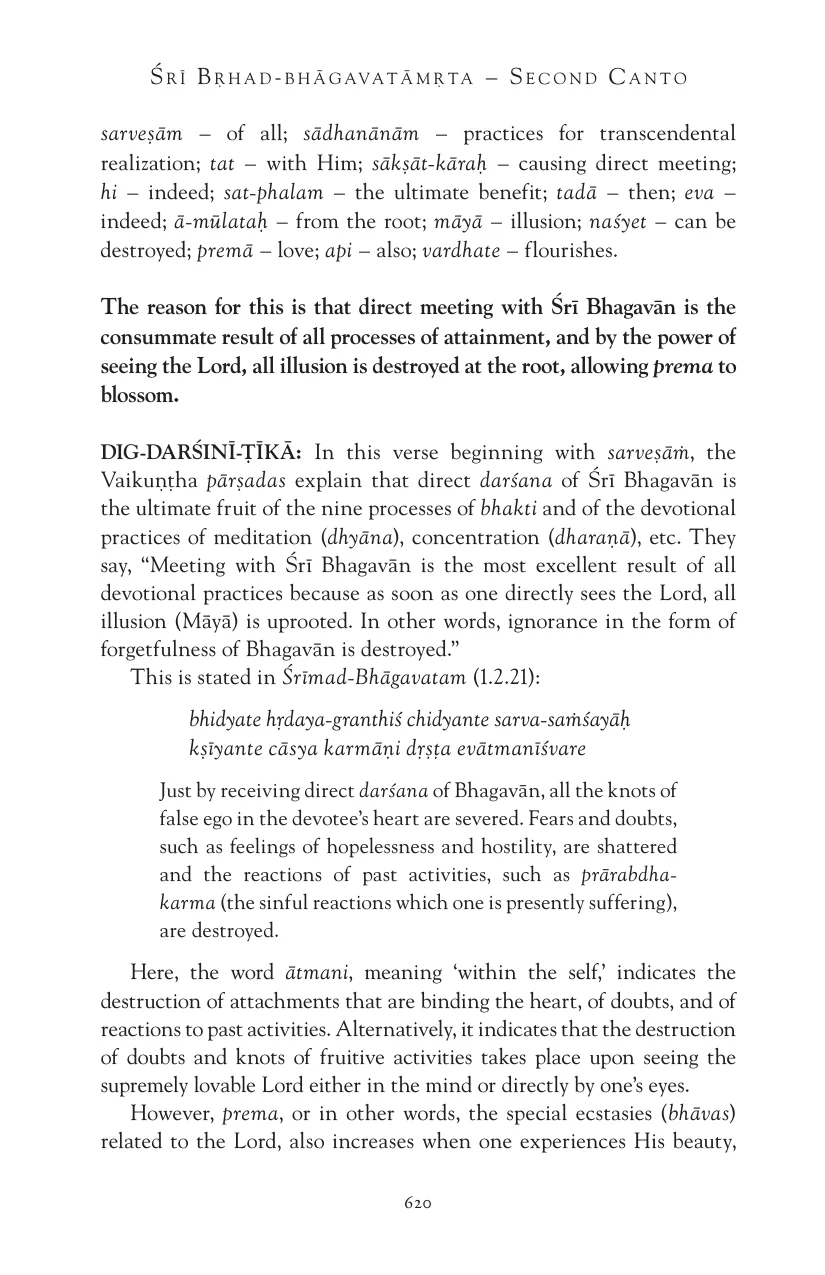 Śrī Bṛhad-bhāgavatāmṛta – Second Canto
sarveṣām – of all; sādhanānām – practices for transcendental
realization; tat – with Him; sākṣāt-kāraḥ – causing direct meeting;
hi – indeed; sat-phalam – the ultimate benefit; tadā – then; eva –
indeed; ā-mūlataḥ – from the root; māyā – illusion; naśyet – can be
destroyed; premā – love; api – also; vardhate – flourishes.
The reason for this is that direct meeting with Śrī Bhagavān is the
consummate result of all processes of attainment, and by the power of
seeing the Lord, all illusion is destroyed at the root, allowing prema to
blossom.
DIG-DARŚINĪ-ṬĪKĀ: In this verse beginning with sarveṣāṁ, the
Vaikuṇṭha pārṣadas explain that direct darśana of Śrī Bhagavān is
the ultimate fruit of the nine processes of bhakti and of the devotional
practices of meditation (dhyāna), concentration (dharaṇā), etc. They
say, “Meeting with Śrī Bhagavān is the most excellent result of all
devotional practices because as soon as one directly sees the Lord, all
illusion (Māyā) is uprooted. In other words, ignorance in the form of
forgetfulness of Bhagavān is destroyed.”
This is stated in Śrīmad-Bhāgavatam (1.2.21):
bhidyate hṛdaya-granthiś chidyante sarva-saṁśayāḥ
kṣīyante cāsya karmāṇi dṛṣṭa evātmanīśvare
Just by receiving direct darśana of Bhagavān, all the knots of
false ego in the devotee’s heart are severed. Fears and doubts,
such as feelings of hopelessness and hostility, are shattered
and the reactions of past activities, such as prārabdha-
karma (the sinful reactions which one is presently suffering),
are destroyed.
Here, the word ātmani, meaning ‘within the self,’ indicates the
destruction of attachments that are binding the heart, of doubts, and of
reactions to past activities. Alternatively, it indicates that the destruction
of doubts and knots of fruitive activities takes place upon seeing the
supremely lovable Lord either in the mind or directly by one’s eyes.
However, prema, or in other words, the special ecstasies (bhāvas)
related to the Lord, also increases when one experiences His beauty,
620